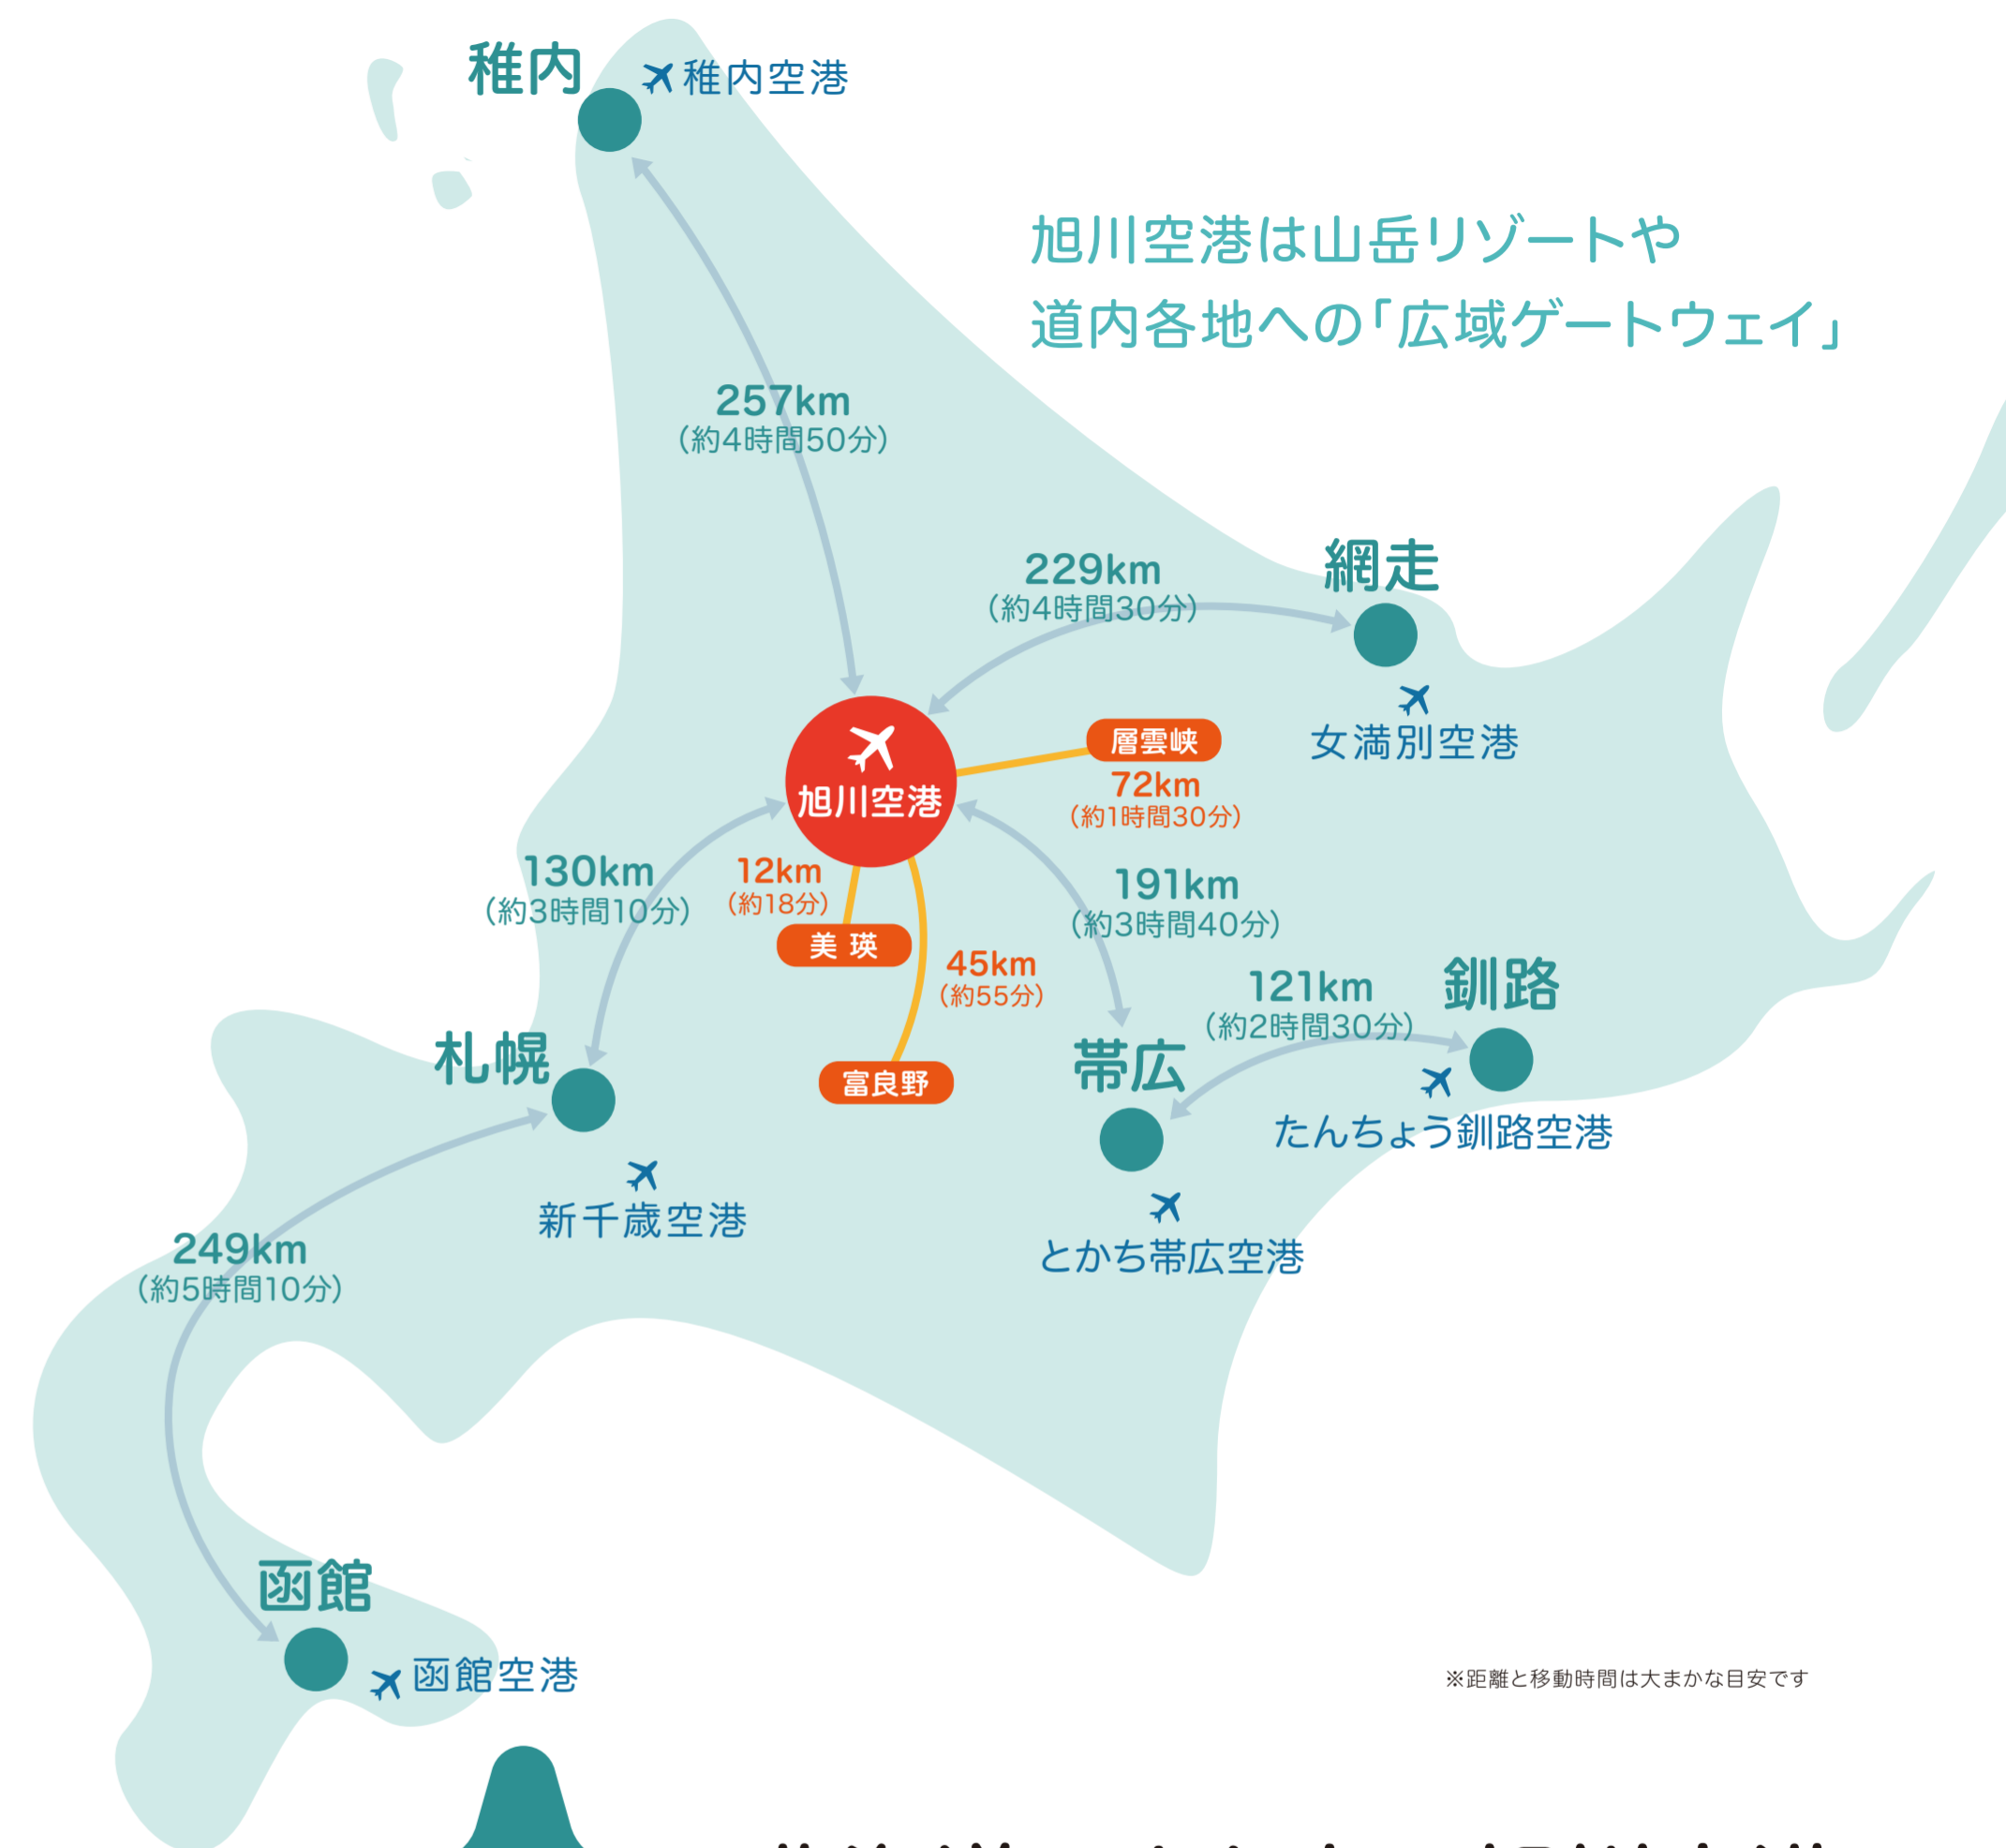 稚内
稚内空港
旭川空港は山岳リゾートや
道内各地への「広域ゲートウェイ」
257km
（約4時間50分）
229km
（約4時間30分）
網走
女満別空港
旭川空港
層雲峡
72km
（約1時間30分）
130km
（約3時間10分）
12km
（約18分）
美 瑛
45km
（約55分）
富良野
191km
（約3時間40分）
121km
（約2時間30分）
釧路
たんちょう釧路空港
帯広
とかち帯広空港
札幌
新千歳空港
249km
（約5時間10分）
函館
函館空港
※距離と移動時間は大まかな目安です